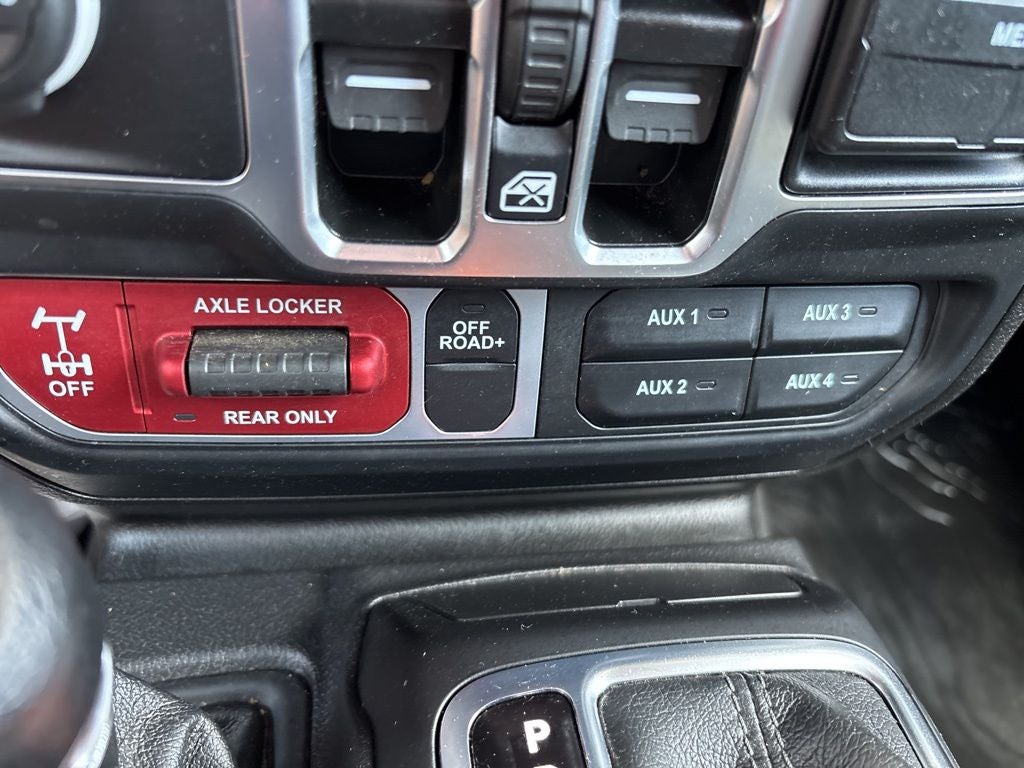 AXLE LOCKER
OFF
REAR ONLY
OFF
ROAD+
AUX 1
AUX 3
AUX 2
AUX 4
P